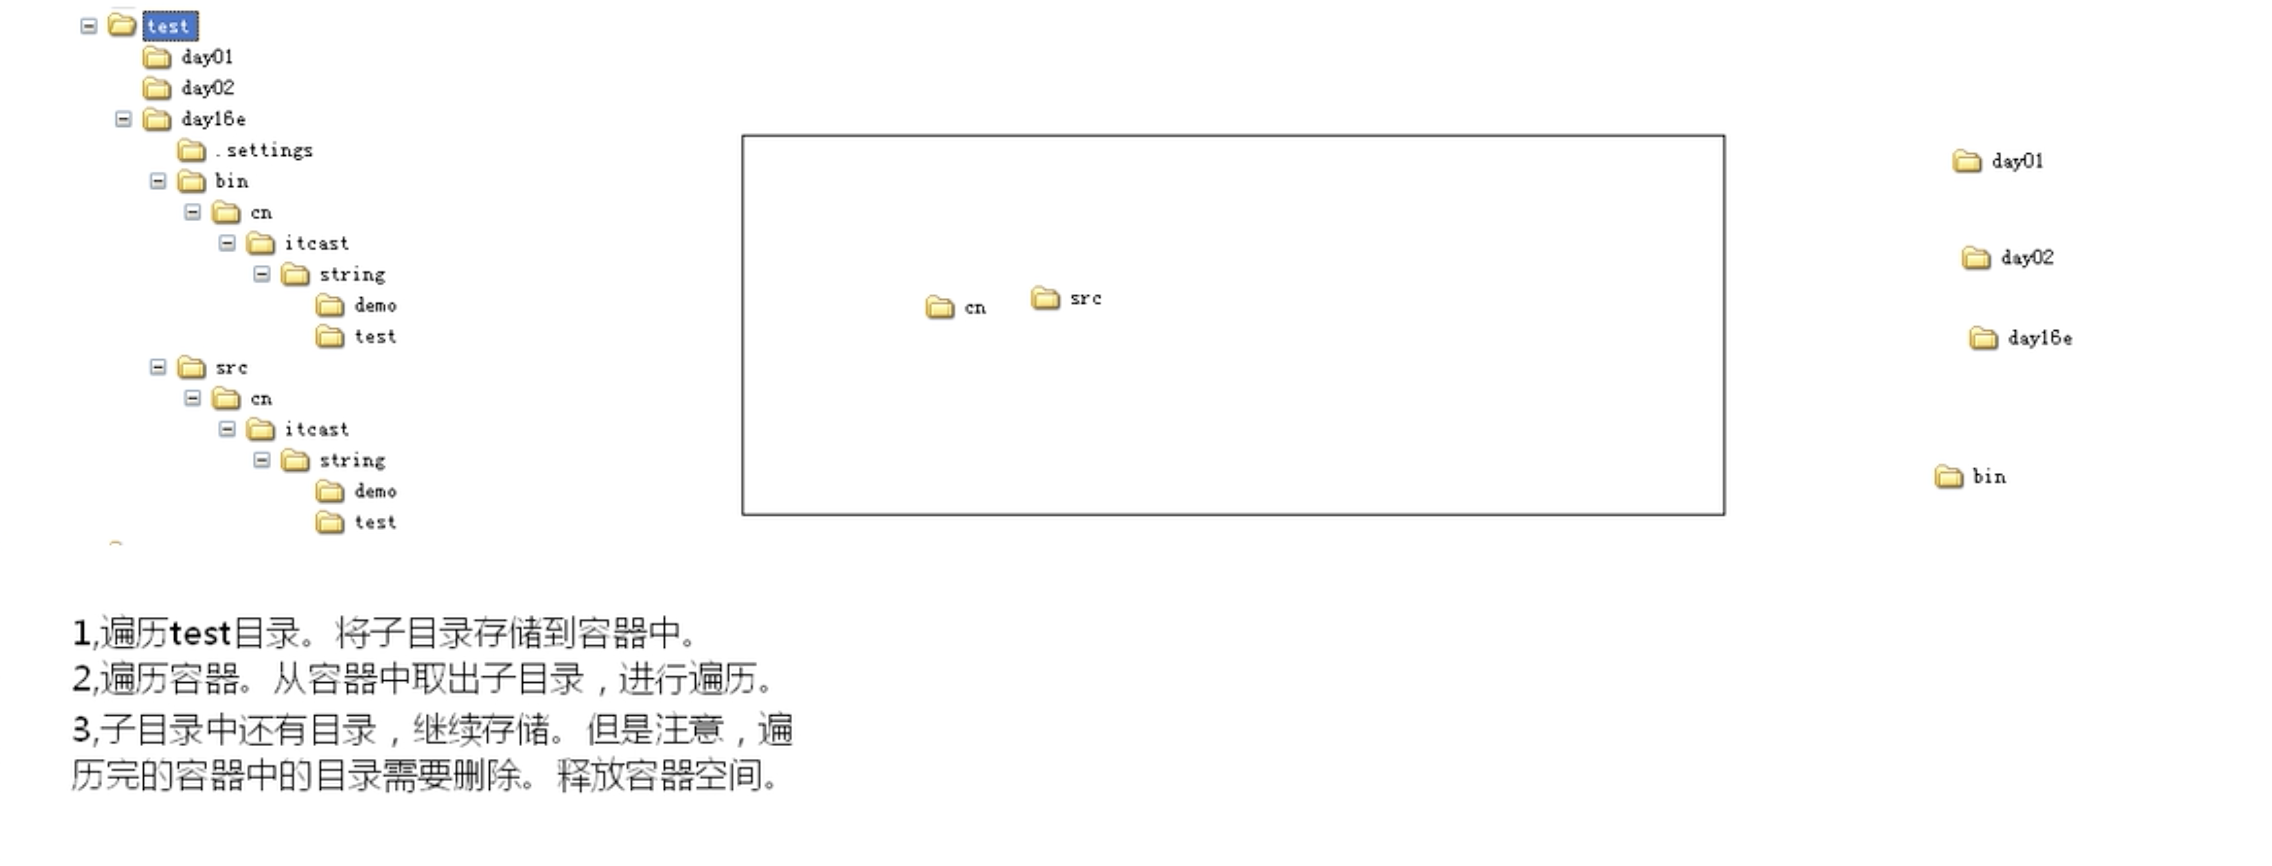 test
day01
day02
day16e
.settings
bin
cn
itcast
string
demo
test
src
cn
itcast
string
demo
test
cn
src
day01
day02
day16e
bin
1,遍历test目录。将子目录存储到容器中。
2,遍历容器。从容器中取出子目录，进行遍历。
3,子目录中还有目录，继续存储。但是注意，遍
历完的容器中的目录需要删除。释放容器空间。